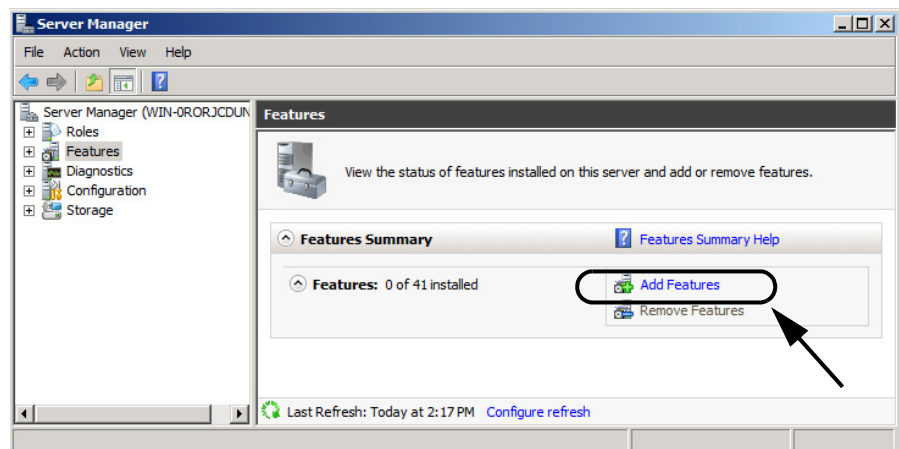 Server Manager
File Action View Help
Server Manager (WIN-0RORJCDUN
Roles
Features
Diagnostics
Configuration
Storage
Features
View the status of features installed on this server and add or remove features.
Features Summary
Features Summary Help
Features: 0 of 41 installed
Add Features
Remove Features
Last Refresh: Today at 2:17 PM Configure refresh